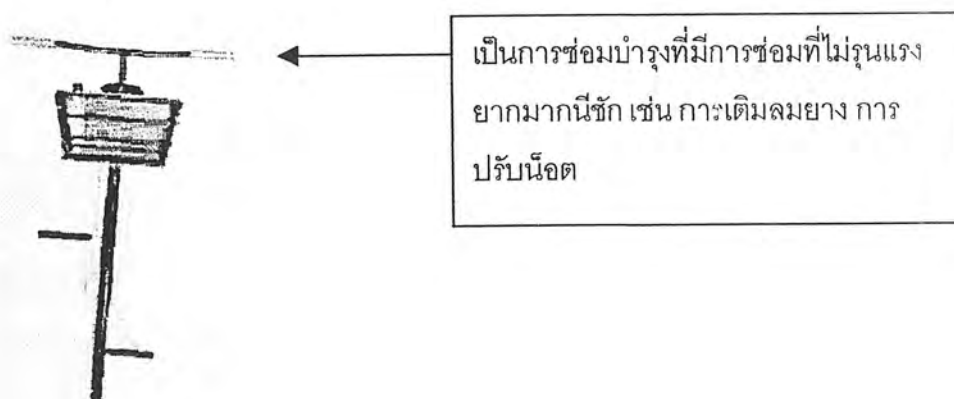 เป็นการซ่อมบำรุงที่มีการซ่อมที่ไม่รุนแรง
ยากมากนีชัก เช่น การเติมลมยาง การ
ปรับน็อต